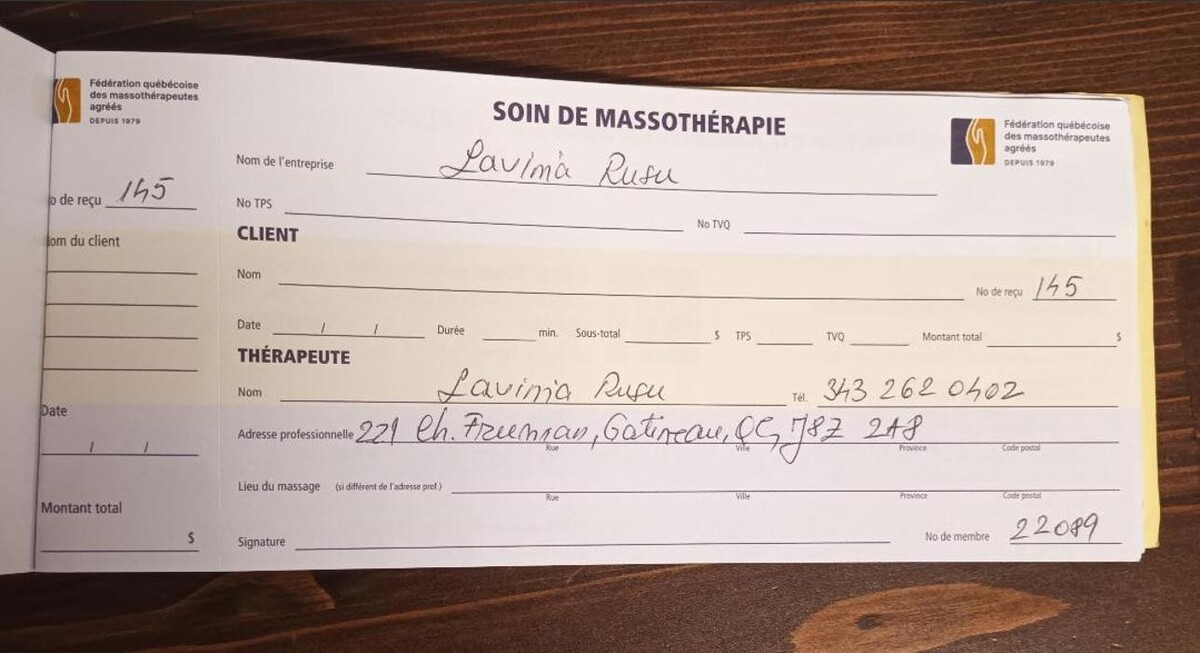 Fédération québécoise
des massothérapeutes
agréés
DEPUIS 1979
o de reçu 145
om du client
Date / /
Montant total
$
SOIN DE MASSOTHÉRAPIE
Fédération québécoise
des massothérapeutes
agréés
DEPUIS 1979
Nom de l'entreprise Lavinia Rusu
No TPS No TVQ
CLIENT
Nom No de reçu 145
Date / / Durée min. Sous-total $ TPS TVQ Montant total $
THÉRAPEUTE
Nom Lavinia Rusu Tél. 343 262 0402
Adresse professionnelle 221 Ch. Freeman, Gatineau, QC, J8Z 2A8
Rue Ville Province Code postal
Lieu du massage (si différent de l'adresse prof.)
Rue Ville Province Code postal
Signature No de membre 22089